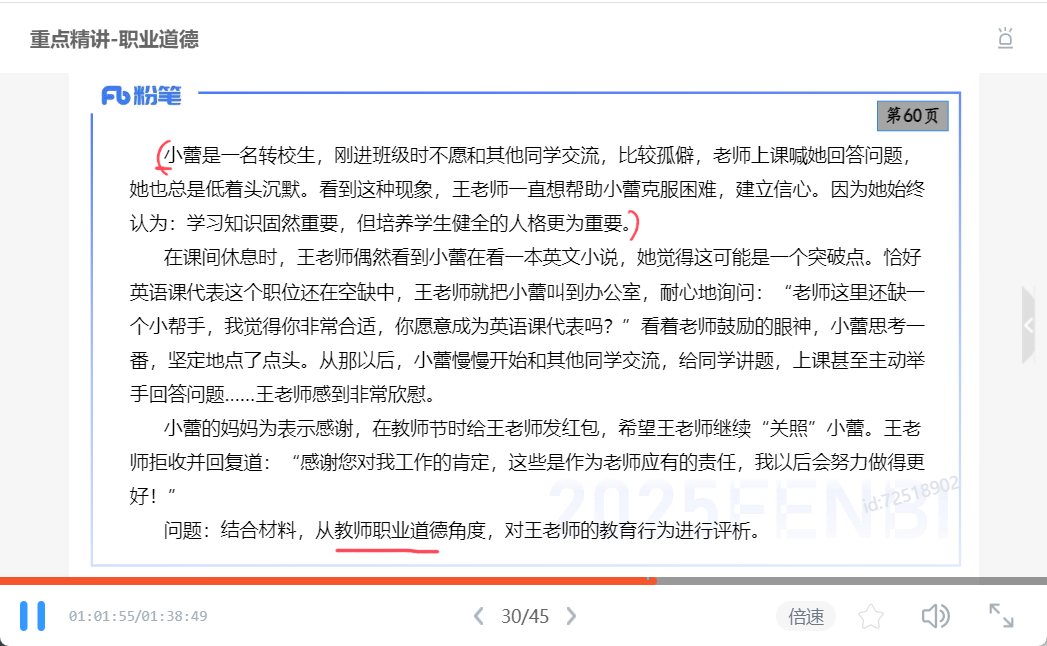 重点精讲-职业道德
粉笔
第60页
小蕾是一名转校生，刚进班级时不愿和其他同学交流，比较孤僻，老师上课喊她回答问题，
她也总是低着头沉默。看到这种现象，王老师一直想帮助小蕾克服困难，建立信心。因为她始终
认为：学习知识固然重要，但培养学生健全的人格更为重要。
在课间休息时，王老师偶然看到小蕾在看一本英文小说，她觉得这可能是一个突破点。恰好
英语课代表这个职位还在空缺中，王老师就把小蕾叫到办公室，耐心地询问：“老师这里还缺一
个小帮手，我觉得你非常合适，你愿意成为英语课代表吗？”看着老师鼓励的眼神，小蕾思考一
番，坚定地点了点头。从那以后，小蕾慢慢开始和其他同学交流，给同学讲题，上课甚至主动举
手回答问题……王老师感到非常欣慰。
小蕾的妈妈为表示感谢，在教师节时给王老师发红包，希望王老师继续“关照”小蕾。王老
师拒收并回复道：“感谢您对我工作的肯定，这些是作为老师应有的责任，我以后会努力做得更
好！”
2025FENBI
id:72518902
问题：结合材料，从教师职业道德角度，对王老师的教育行为进行评析。
01:01:55/01:38:49
30/45
倍速